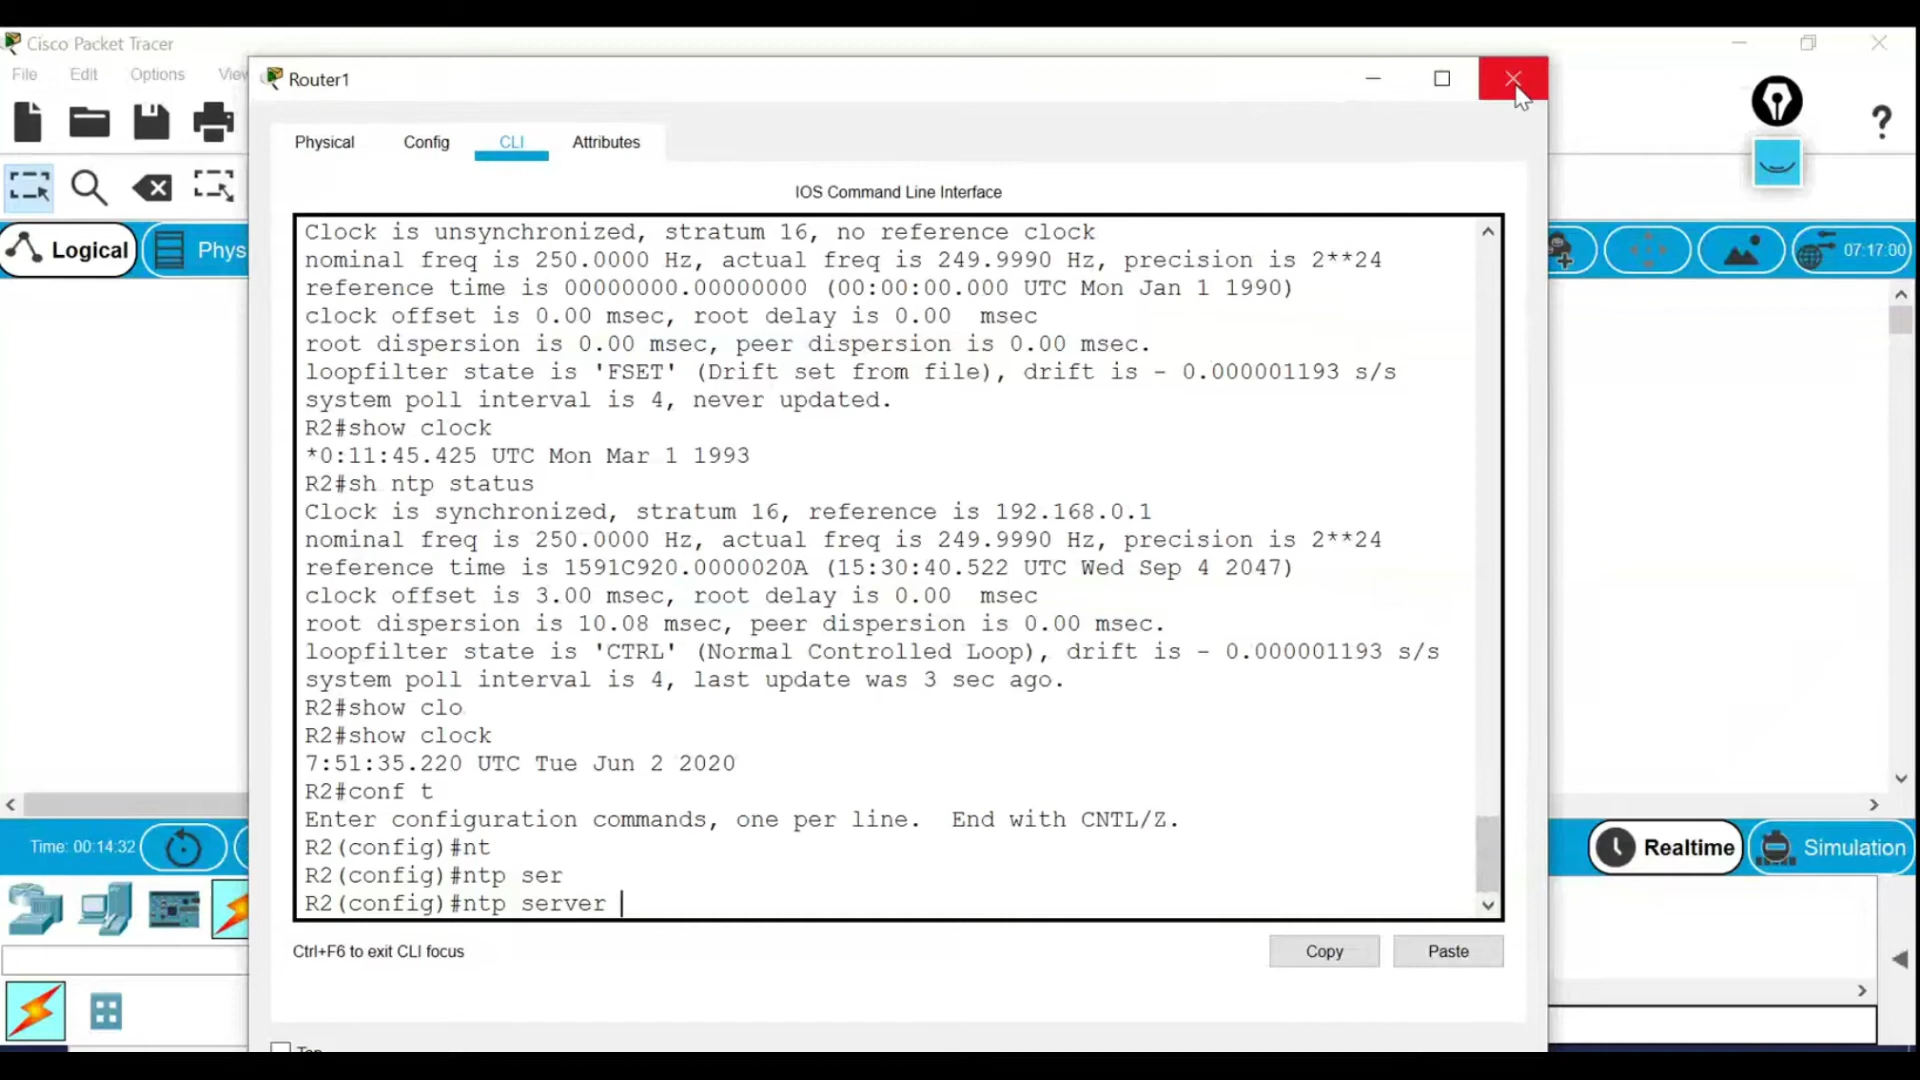 Cisco Packet Tracer
File Edit Options
Router1
Physical Config CLI Attributes
IOS Command Line Interface
Logical
07:17:00
Clock is unsynchronized, stratum 16, no reference clock
nominal freq is 250.0000 Hz, actual freq is 249.9990 Hz, precision is 2**24
reference time is 00000000.00000000 (00:00:00.000 UTC Mon Jan 1 1990)
clock offset is 0.00 msec, root delay is 0.00  msec
root dispersion is 0.00 msec, peer dispersion is 0.00 msec.
loopfilter state is 'FSET' (Drift set from file), drift is - 0.000001193 s/s
system poll interval is 4, never updated.
R2#show clock
*0:11:45.425 UTC Mon Mar 1 1993
R2#sh ntp status
Clock is synchronized, stratum 16, reference is 192.168.0.1
nominal freq is 250.0000 Hz, actual freq is 249.9990 Hz, precision is 2**24
reference time is 1591C920.0000020A (15:30:40.522 UTC Wed Sep 4 2047)
clock offset is 3.00 msec, root delay is 0.00  msec
root dispersion is 10.08 msec, peer dispersion is 0.00 msec.
loopfilter state is 'CTRL' (Normal Controlled Loop), drift is - 0.000001193 s/s
system poll interval is 4, last update was 3 sec ago.
R2#show clo
R2#show clock
7:51:35.220 UTC Tue Jun 2 2020
R2#conf t
Enter configuration commands, one per line.  End with CNTL/Z.
R2(config)#nt
R2(config)#ntp ser
R2(config)#ntp server
Time: 00:14:32
Realtime
Simulation
Ctrl+F6 to exit CLI focus
Copy
Paste